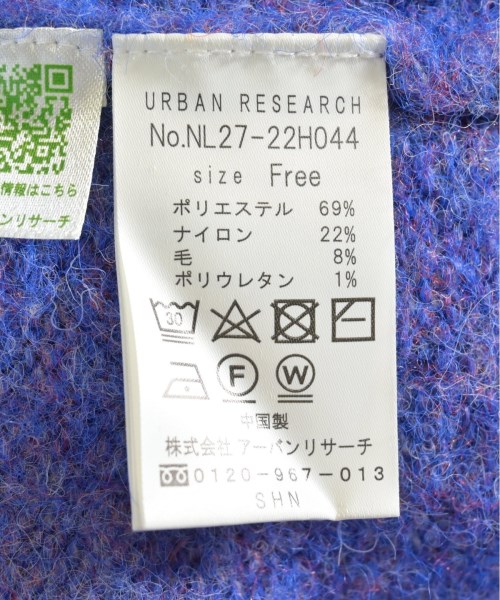 URBAN RESEARCH
No.NL27-22H044
size Free
ポリエステル 69%
ナイロン 22%
毛 8%
ポリウレタン 1%
30
F W
中国製
株式会社 アーバンリサーチ
0120-967-013
SHN
情報はこちら
バンリサーチ